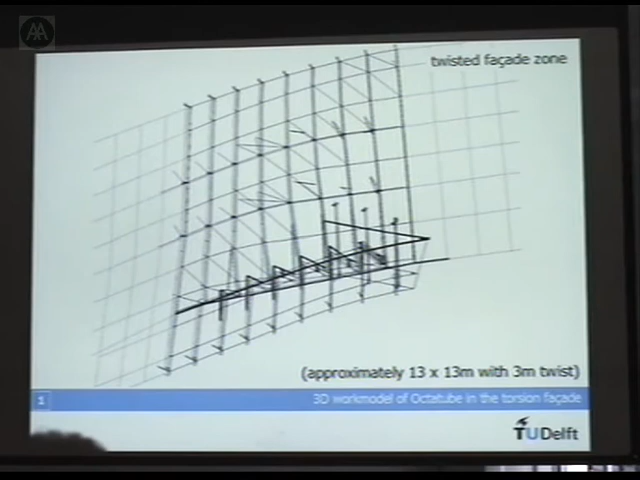 AA
twisted façade zone
(approximately 13 x 13m with 3m twist)
1
3D workmodel of Octatube in the torsion façade
TUDelft